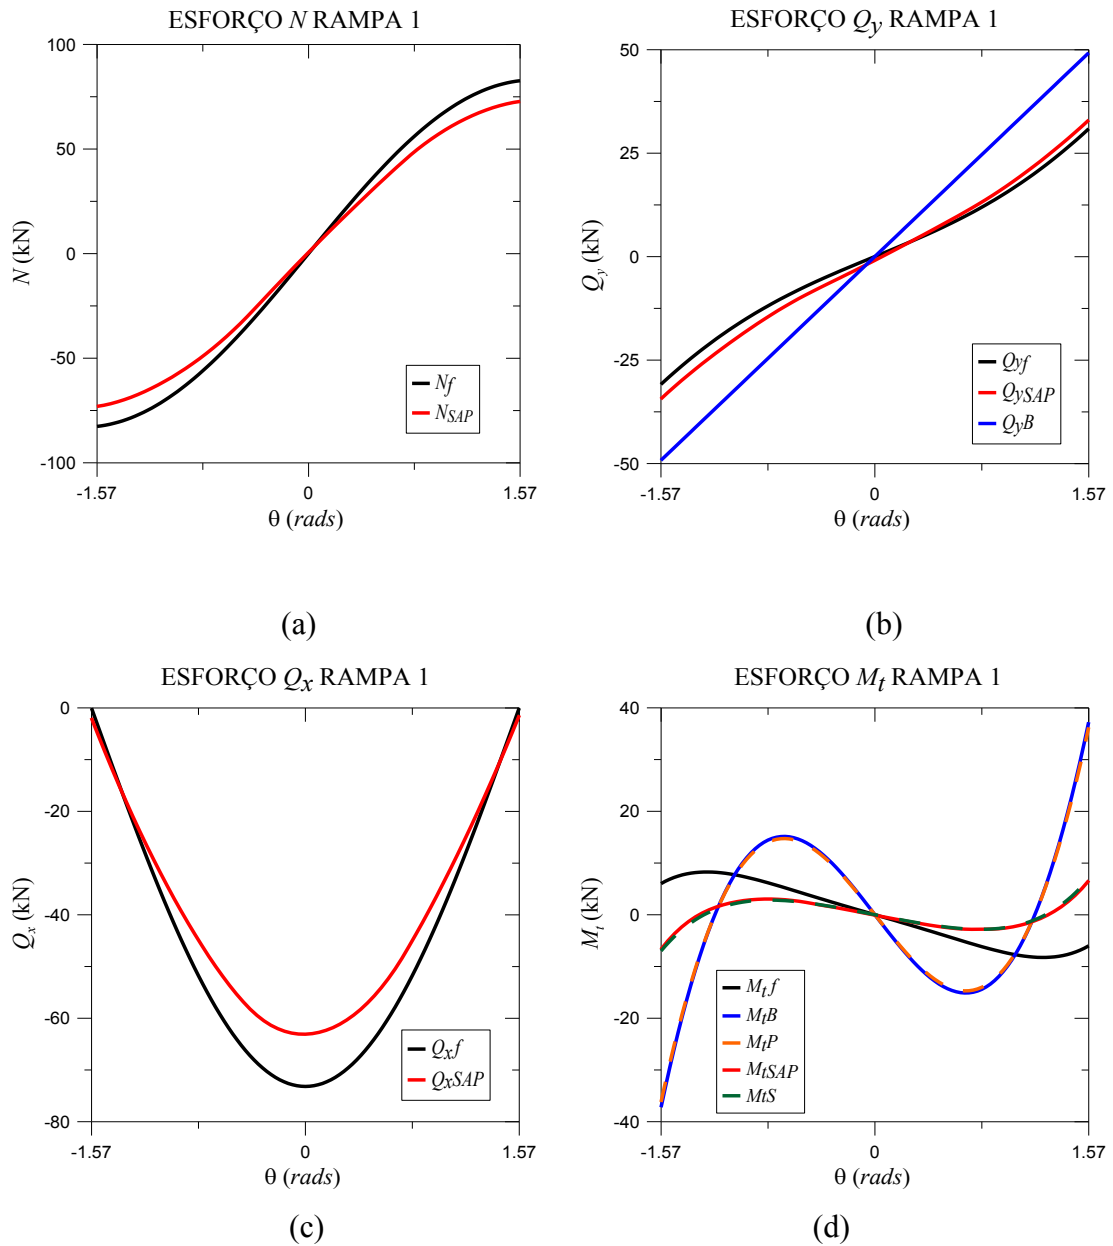 ESFORÇO N RAMPA 1
100
50
0
-50
-100
N (kN)
Nf
NSAP
-1.57
0
1.57
θ (rads)
(a)
ESFORÇO Qy RAMPA 1
50
25
0
-25
-50
Qy (kN)
Qyf
QySAP
QyB
-1.57
0
1.57
θ (rads)
(b)
ESFORÇO Qx RAMPA 1
0
-20
-40
-60
-80
Qx (kN)
Qxf
QxSAP
-1.57
0
1.57
θ (rads)
(c)
ESFORÇO Mt RAMPA 1
40
20
0
-20
-40
Mt (kN)
Mtf
MtB
MtP
MtSAP
MtS
-1.57
0
1.57
θ (rads)
(d)